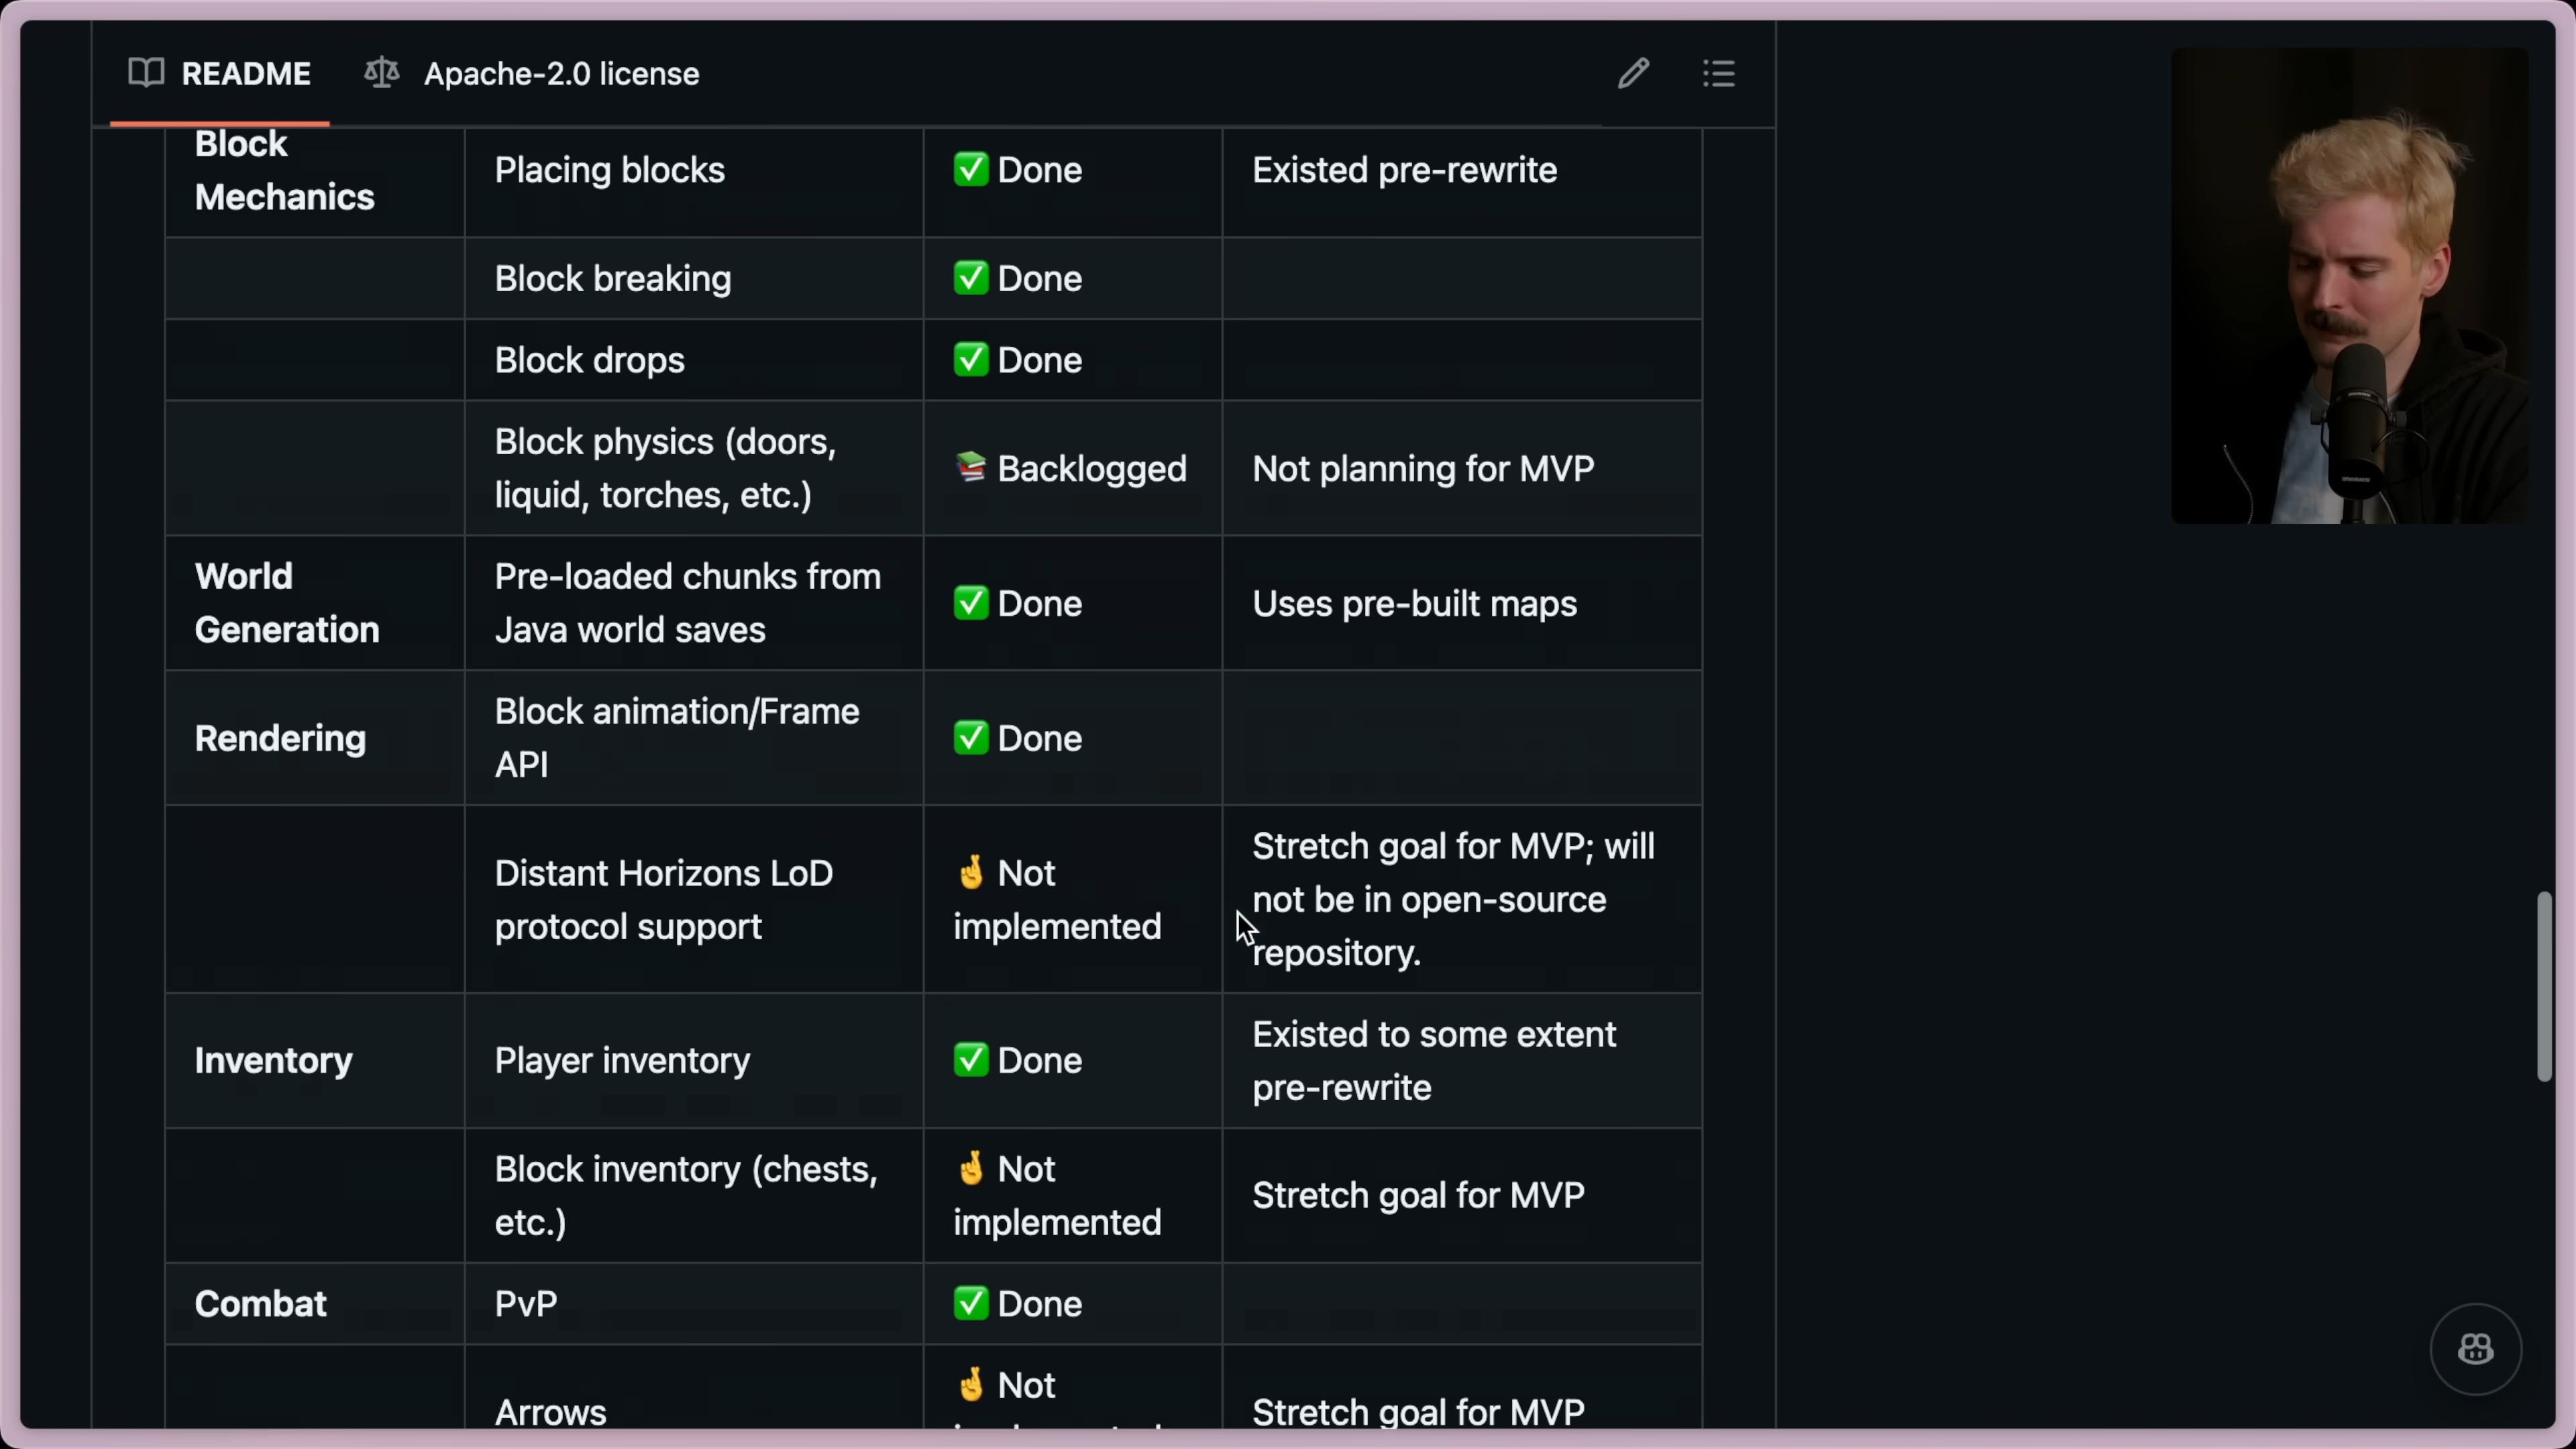 README
Apache-2.0 license
Block
Mechanics
Placing blocks
✅ Done
Existed pre-rewrite
Block breaking
✅ Done
Block drops
✅ Done
Block physics (doors,
liquid, torches, etc.)
📚 Backlogged
Not planning for MVP
World
Generation
Pre-loaded chunks from
Java world saves
✅ Done
Uses pre-built maps
Rendering
Block animation/Frame
API
✅ Done
Distant Horizons LoD
protocol support
🤞 Not
implemented
Stretch goal for MVP; will
not be in open-source
repository.
Inventory
Player inventory
✅ Done
Existed to some extent
pre-rewrite
Block inventory (chests,
etc.)
🤞 Not
implemented
Stretch goal for MVP
Combat
PvP
✅ Done
Arrows
🤞 Not
Stretch goal for MVP